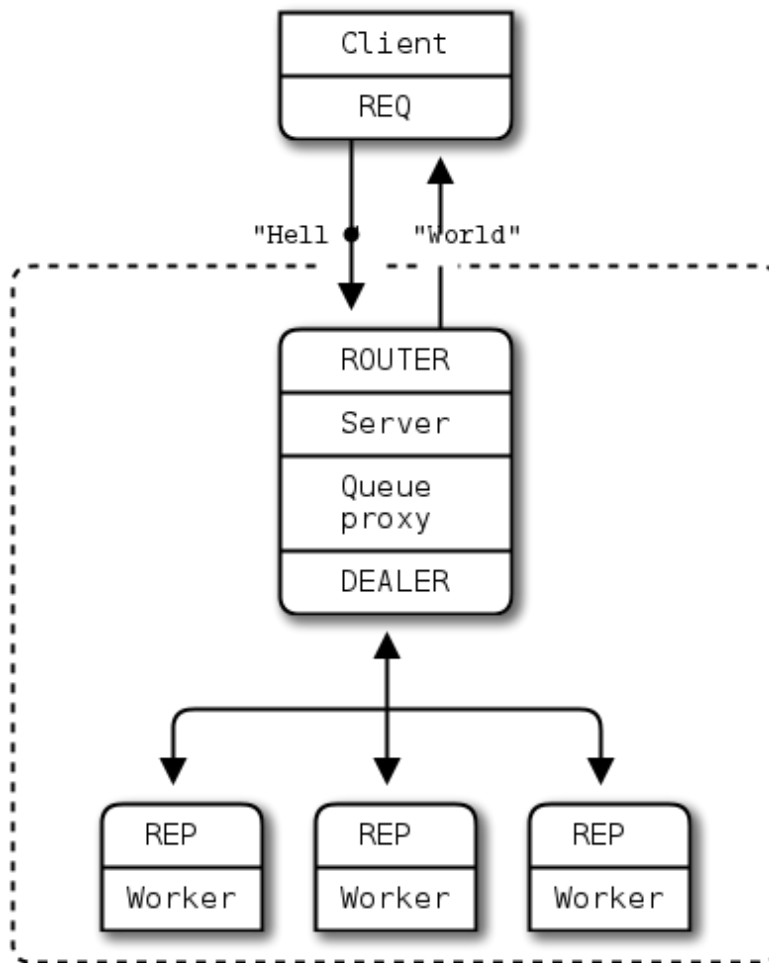 Client
REQ
"Hell
"World"
ROUTER
Server
Queue
proxy
DEALER
REP
REP
REP
Worker
Worker
Worker